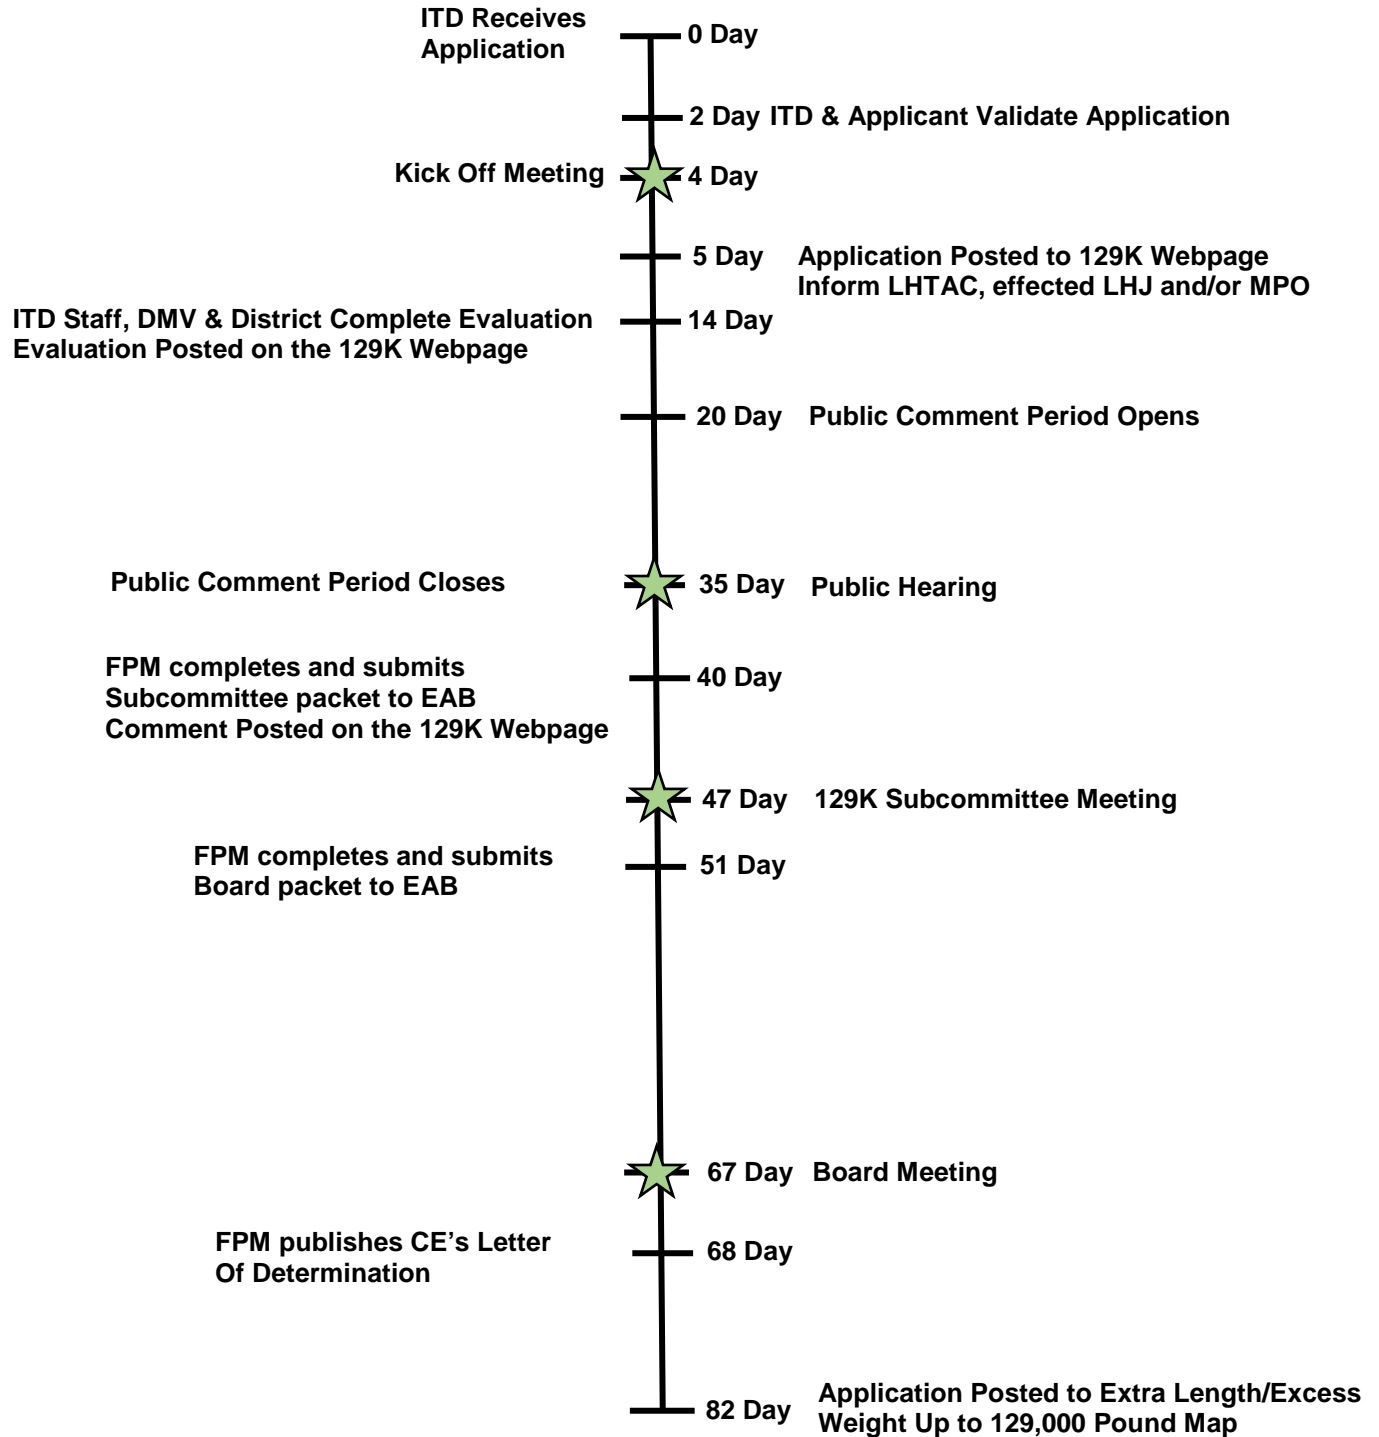 ITD Receives
Application
0 Day
2 Day ITD & Applicant Validate Application
Kick Off Meeting
4 Day
5 Day
Application Posted to 129K Webpage
Inform LHTAC, effected LHJ and/or MPO
ITD Staff, DMV & District Complete Evaluation
Evaluation Posted on the 129K Webpage
14 Day
20 Day
Public Comment Period Opens
Public Comment Period Closes
35 Day
Public Hearing
FPM completes and submits
Subcommittee packet to EAB
Comment Posted on the 129K Webpage
40 Day
47 Day
129K Subcommittee Meeting
FPM completes and submits
Board packet to EAB
51 Day
67 Day
Board Meeting
FPM publishes CE’s Letter
Of Determination
68 Day
82 Day
Application Posted to Extra Length/Excess
Weight Up to 129,000 Pound Map